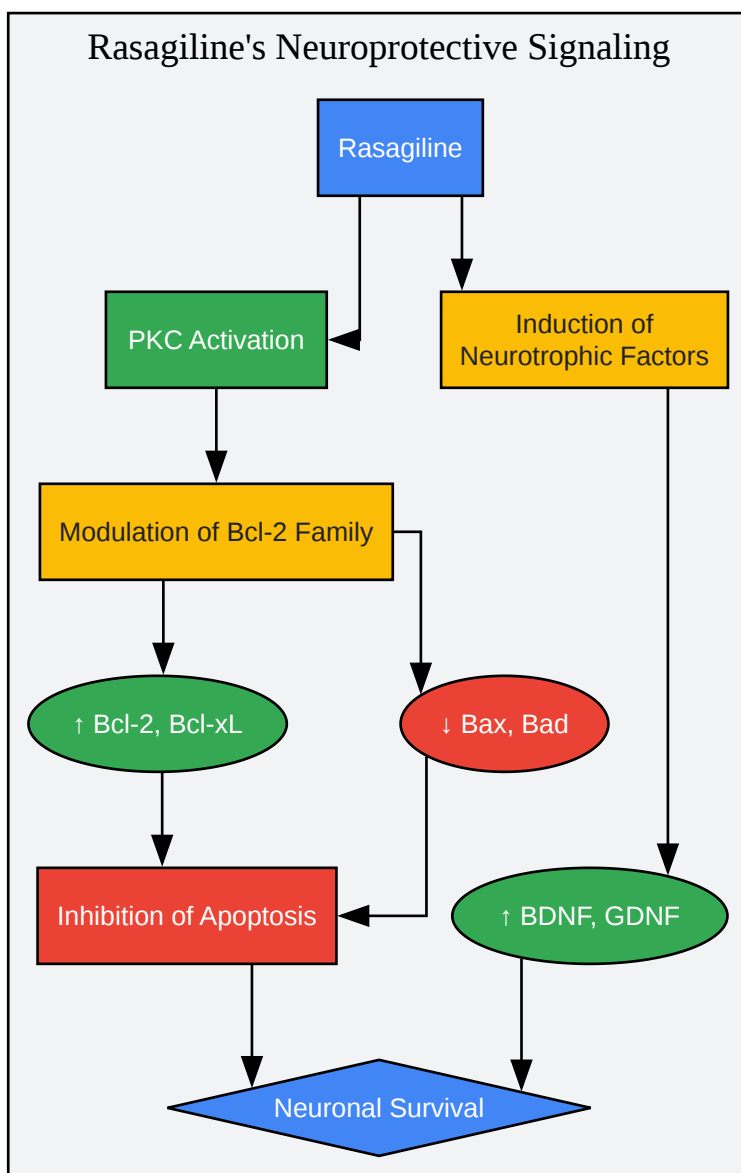 Rasagiline's Neuroprotective Signaling
Rasagiline
PKC Activation
Induction of
Neurotrophic Factors
Modulation of Bcl-2 Family
↑ Bcl-2, Bcl-xL
↓ Bax, Bad
Inhibition of Apoptosis
↑ BDNF, GDNF
Neuronal Survival